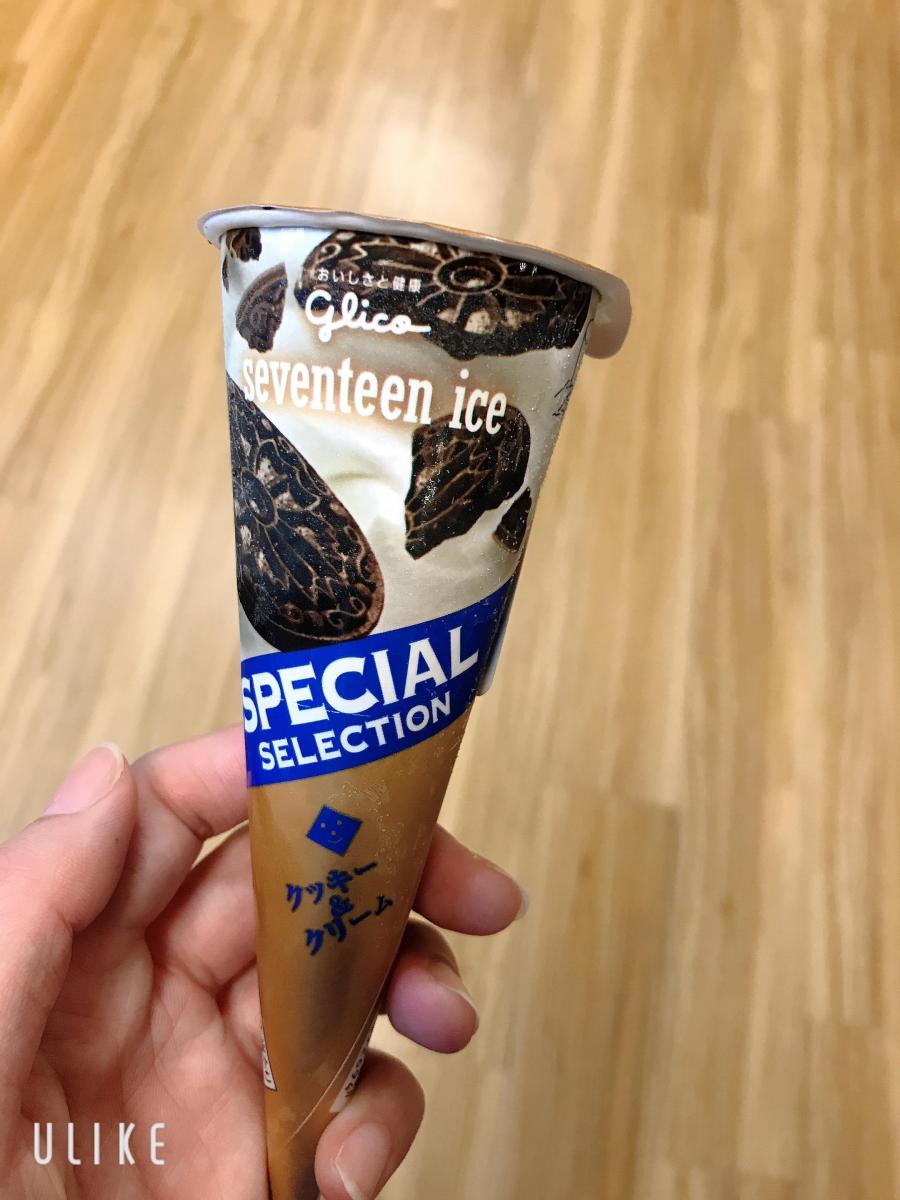 おいしさと健康
Glico
seventeen ice
SPECIAL
SELECTION
クッキー
&
クリーム
ULIKE